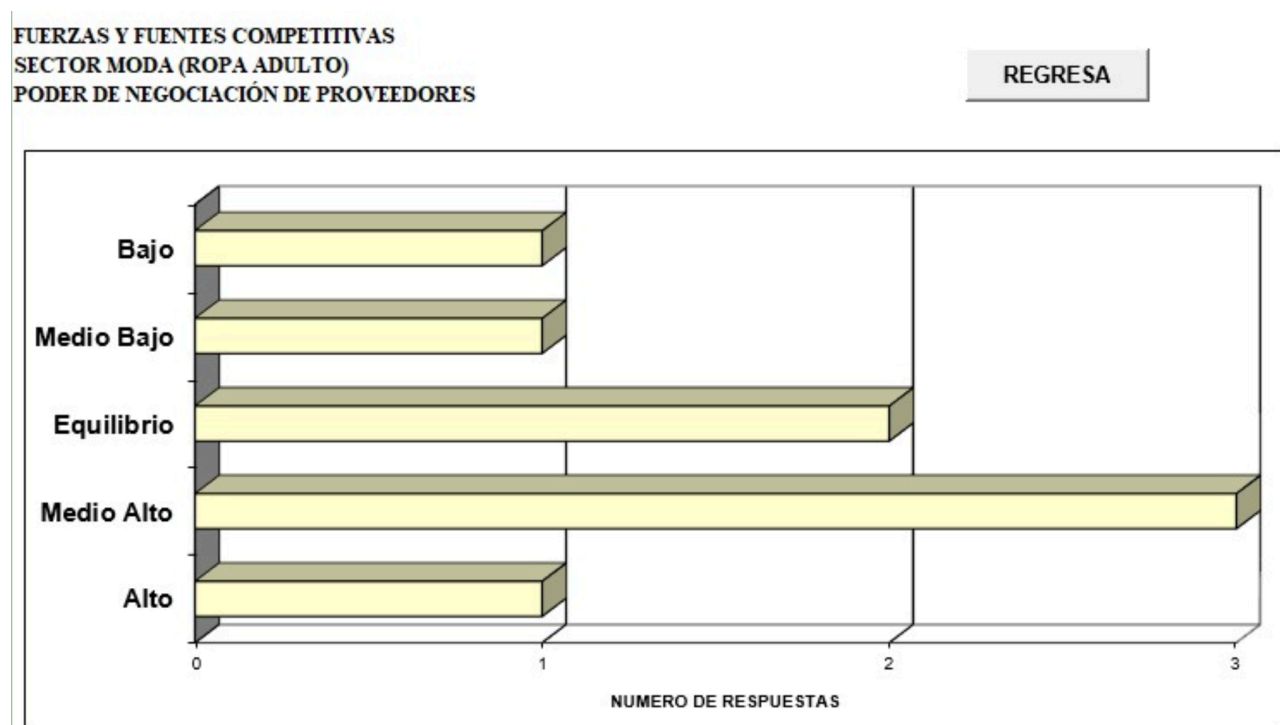 FUERZAS Y FUENTES COMPETITIVAS
SECTOR MODA (ROPA ADULTO)
PODER DE NEGOCIACIÓN DE PROVEEDORES
REGRESA
Bajo
Medio Bajo
Equilibrio
Medio Alto
Alto
0 1 2 3
NUMERO DE RESPUESTAS